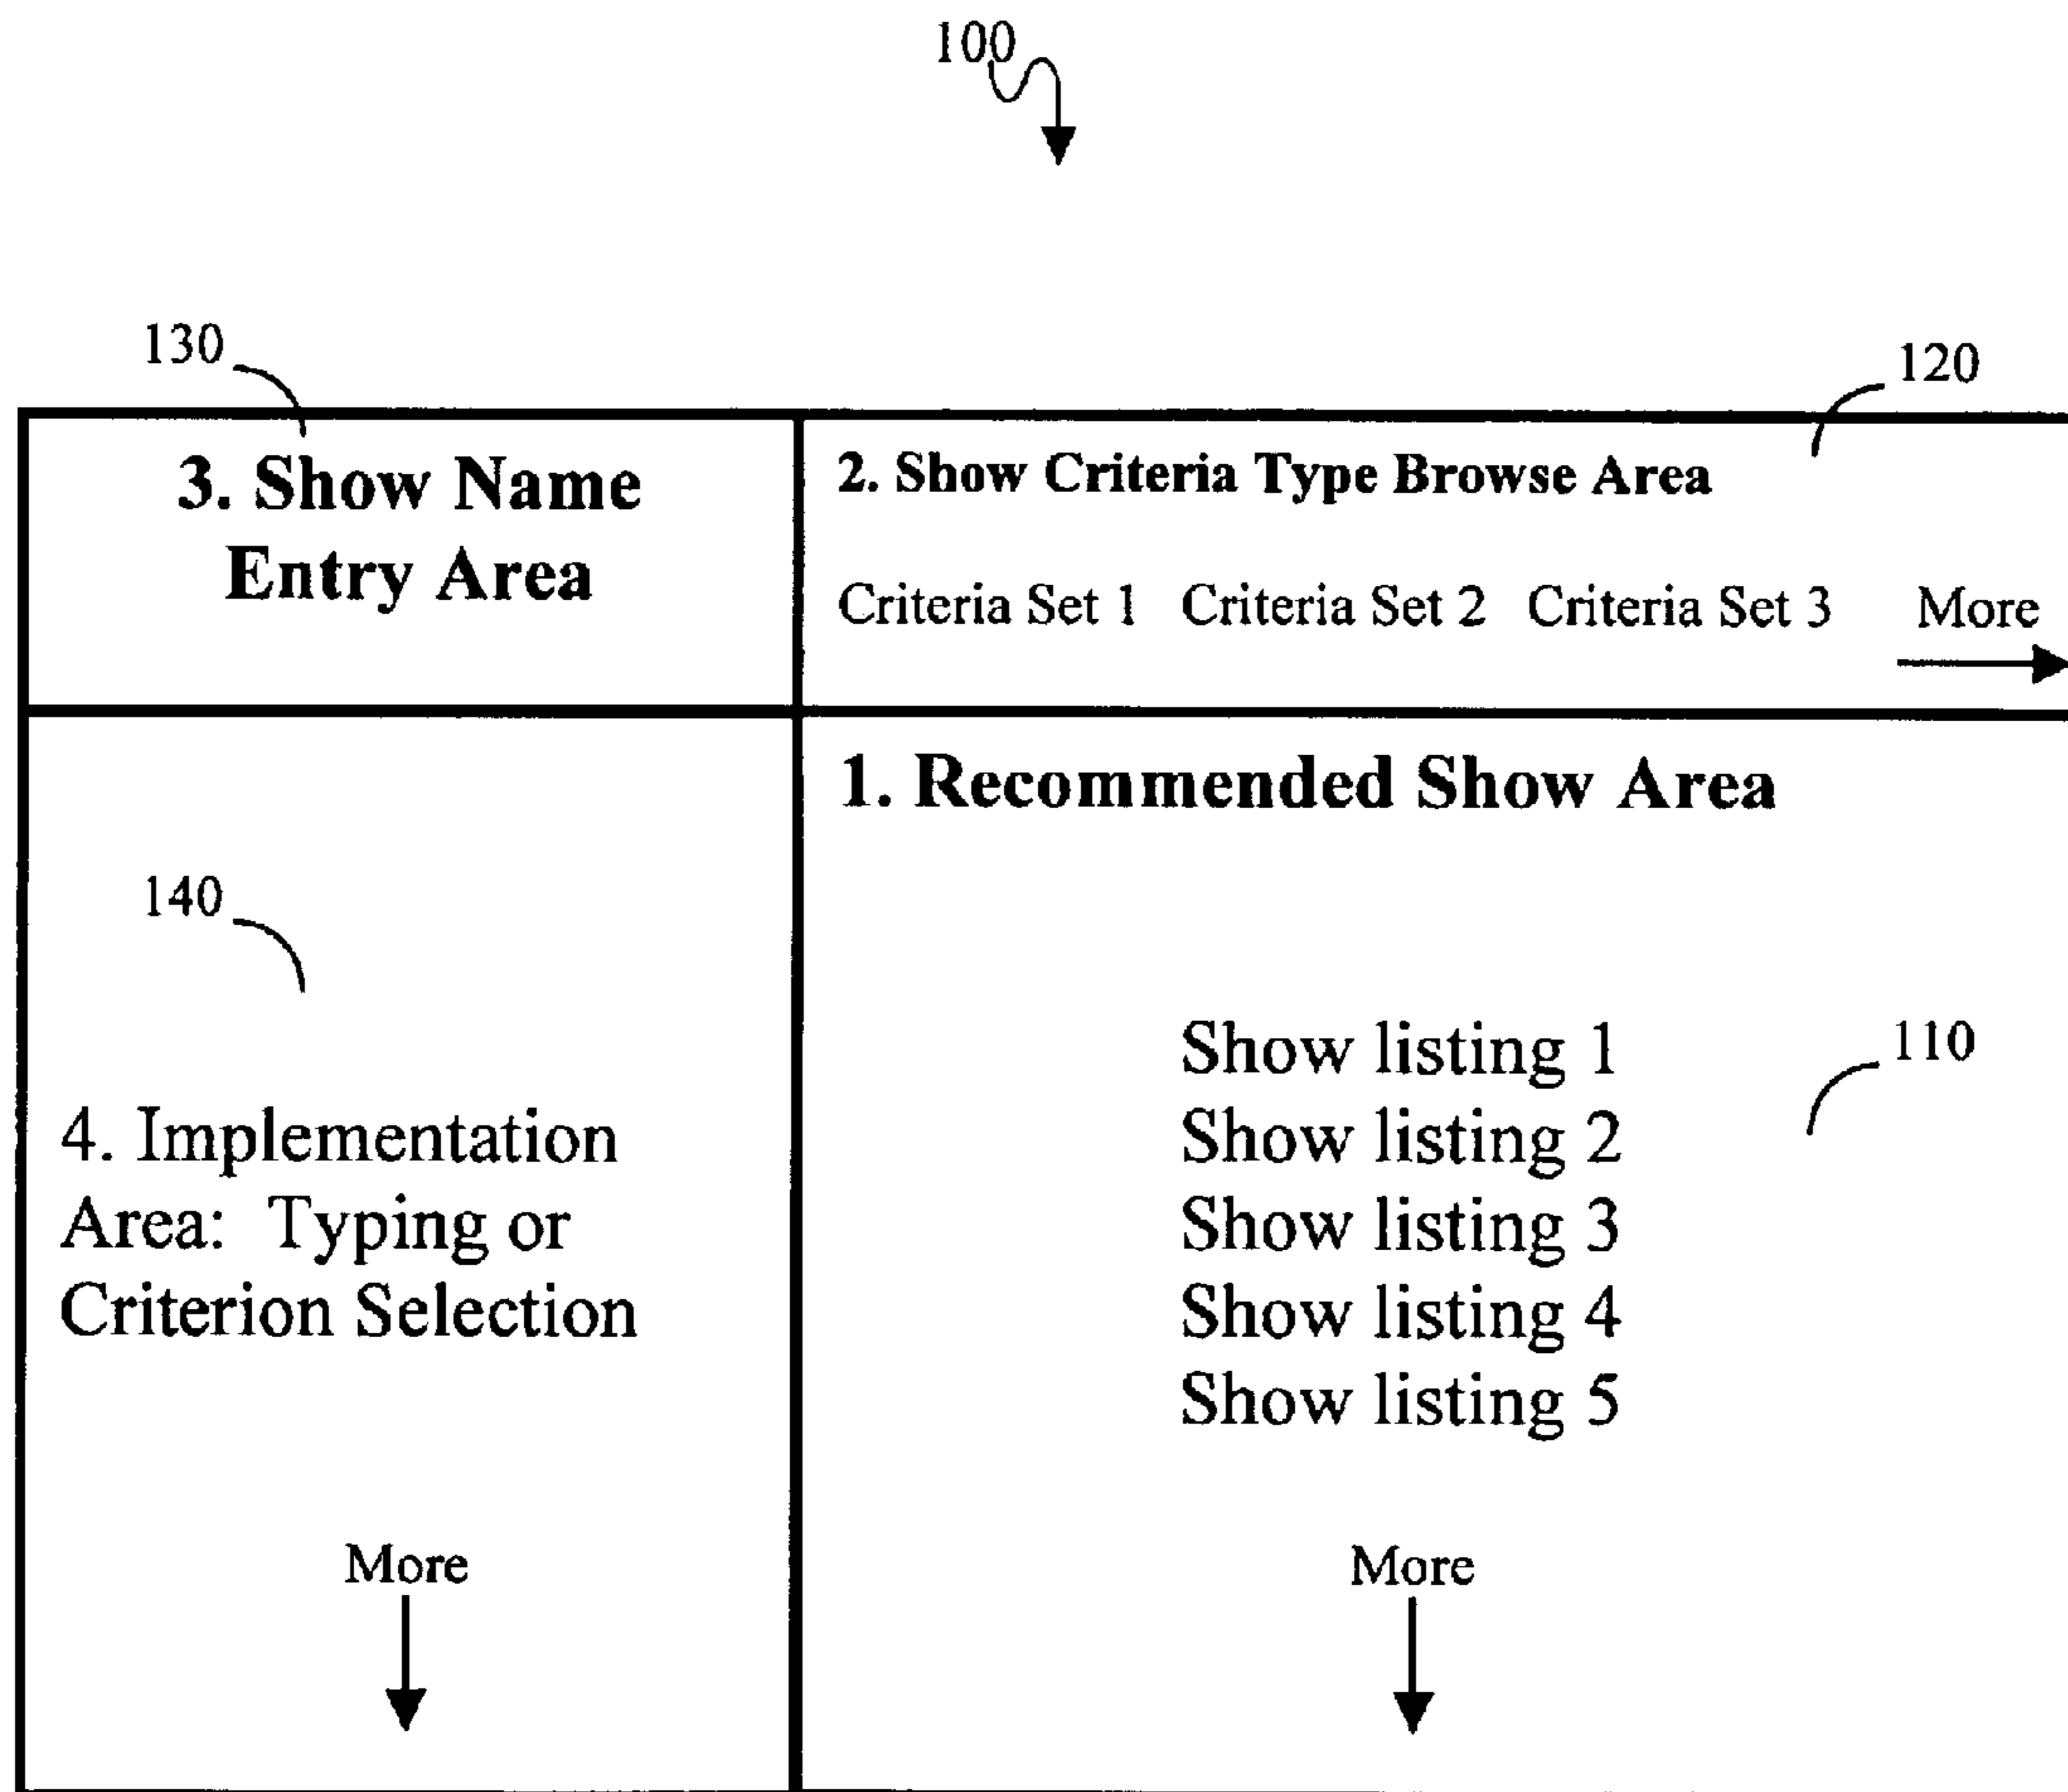 100
130
120
3. Show Name
Entry Area
2. Show Criteria Type Browse Area
Criteria Set 1 Criteria Set 2 Criteria Set 3 More
1. Recommended Show Area
140
4. Implementation
Area: Typing or
Criterion Selection
More
Show listing 1
110
Show listing 2
Show listing 3
Show listing 4
Show listing 5
More